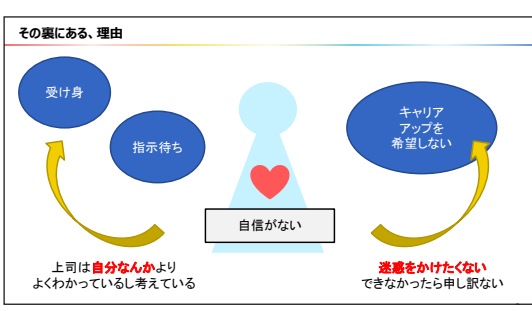 その裏にある、理由
受け身
指示待ち
キャリア
アップを
希望しない
自信がない
上司は自分なんかより
よくわかっているし考えている
迷惑をかけたくない
できなかったら申し訳ない